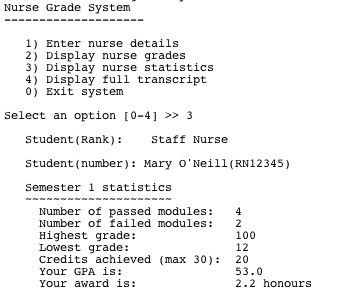 Nurse Grade System
--------------------
1) Enter nurse details
2) Display nurse grades
3) Display nurse statistics
4) Display full transcript
0) Exit system
Select an option [0-4] >> 3
Student(Rank): Staff Nurse
Student(number): Mary O'Neill(RN12345)
Semester 1 statistics
~~~~~~~~~~~~~~~~~~~~~
Number of passed modules: 4
Number of failed modules: 2
Highest grade: 100
Lowest grade: 12
Credits achieved (max 30): 20
Your GPA is: 53.0
Your award is: 2.2 honours